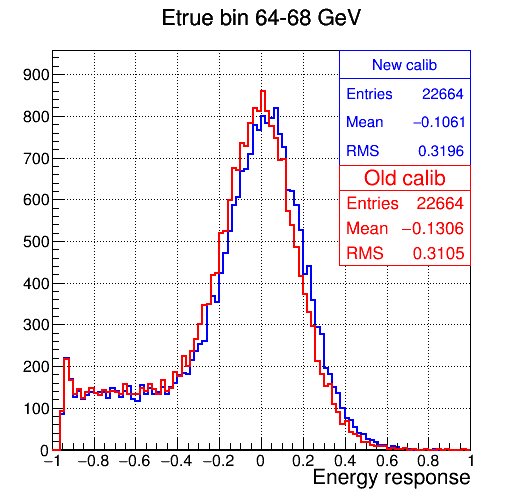 Etrue bin 64-68 GeV
New calib
Entries 22664
Mean −0.1061
RMS 0.3196
Old calib
Entries 22664
Mean −0.1306
RMS 0.3105
900
800
700
600
500
400
300
200
100
0
−1 −0.8 −0.6 −0.4 −0.2 0 0.2 0.4 0.6 0.8 1
Energy response